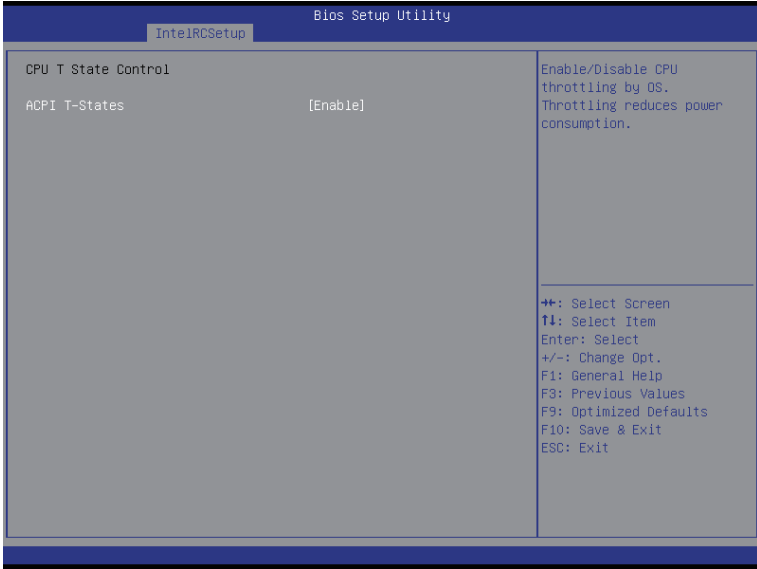 Bios Setup Utility
IntelRCSetup
CPU T State Control
ACPI T-States [Enable]
Enable/Disable CPU
throttling by OS.
Throttling reduces power
consumption.
→←: Select Screen
↑↓: Select Item
Enter: Select
+/-: Change Opt.
F1: General Help
F3: Previous Values
F9: Optimized Defaults
F10: Save & Exit
ESC: Exit